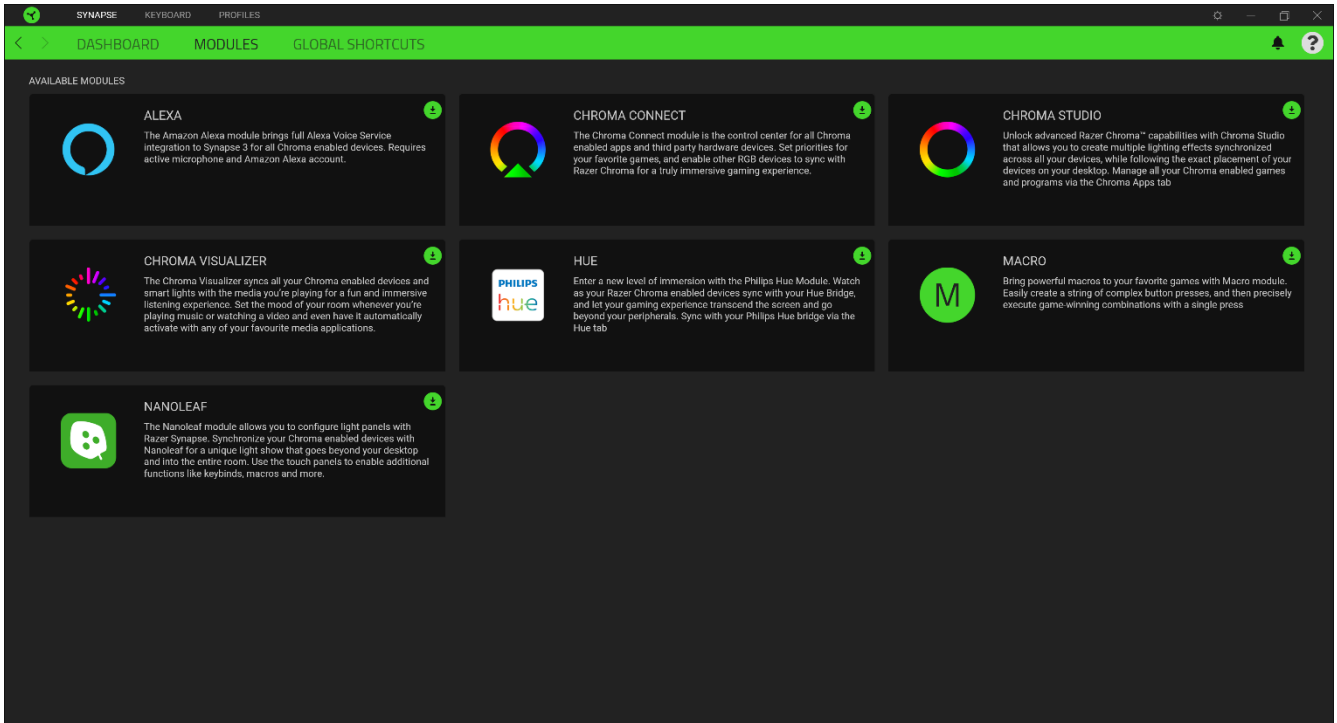 SYNAPSE KEYBOARD PROFILES
DASHBOARD MODULES GLOBAL SHORTCUTS
?
AVAILABLE MODULES
ALEXA
The Amazon Alexa module brings full Alexa Voice Service
integration to Synapse 3 for all Chroma enabled devices. Requires
active microphone and Amazon Alexa account.
CHROMA CONNECT
The Chroma Connect module is the control center for all Chroma
enabled apps and third party hardware devices. Set priorities for
your favorite games, and enable other RGB devices to sync with
Razer Chroma for a truly immersive gaming experience.
CHROMA STUDIO
Unlock advanced Razer Chroma™ capabilities with Chroma Studio
that allows you to create multiple lighting effects synchronized
across all your devices, while following the exact placement of your
devices on your desktop. Manage all your Chroma enabled games
and programs via the Chroma Apps tab
CHROMA VISUALIZER
The Chroma Visualizer syncs all your Chroma enabled devices and
smart lights with the media you're playing for a fun and immersive
listening experience. Set the mood of your room whenever you're
playing music or watching a video and even have it automatically
activate with any of your favourite media applications.
PHILIPS
hue
HUE
Enter a new level of immersion with the Philips Hue Module. Watch
as your Razer Chroma enabled devices sync with your Hue Bridge,
and let your gaming experience transcend the screen and go
beyond your peripherals. Sync with your Philips Hue bridge via the
Hue tab
M
MACRO
Bring powerful macros to your favorite games with Macro module.
Easily create a string of complex button presses, and then precisely
execute game-winning combinations with a single press
NANOLEAF
The Nanoleaf module allows you to configure light panels with
Razer Synapse. Synchronize your Chroma enabled devices with
Nanoleaf for a unique light show that goes beyond your desktop
and into the entire room. Use the touch panels to enable additional
functions like keybinds, macros and more.